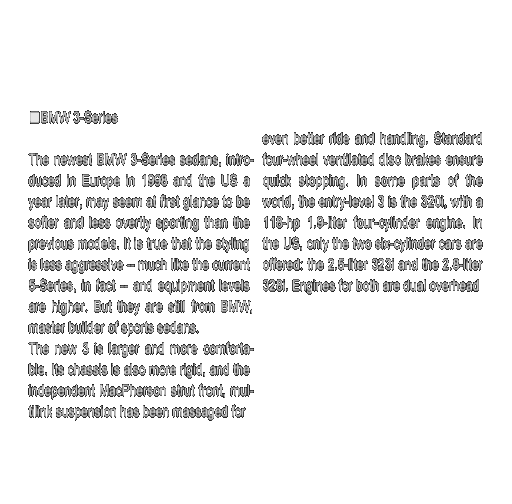 BMW 3-Series
The newest BMW 3-Series sedans, intro-
duced in Europe in 1998 and the US a
year later, may seem at first glance to be
softer and less overtly sporting than the
previous models. It is true that the styling
is less aggressive – much like the current
5-Series, in fact – and equipment levels
are higher. But they are still from BMW,
master builder of sports sedans.
The new 3 is larger and more comforta-
ble. Its chassis is also more rigid, and the
independent MacPherson strut front, mul-
tilink suspension has been massaged for
even better ride and handling. Standard
four-wheel ventilated disc brakes ensure
quick stopping. In some parts of the
world, the entry-level 3 is the 320i, with a
118-hp 1.9-liter four-cylinder engine. In
the US, only the two six-cylinder cars are
offered: the 2.5-liter 323i and the 2.8-liter
328i. Engines for both are dual overhead